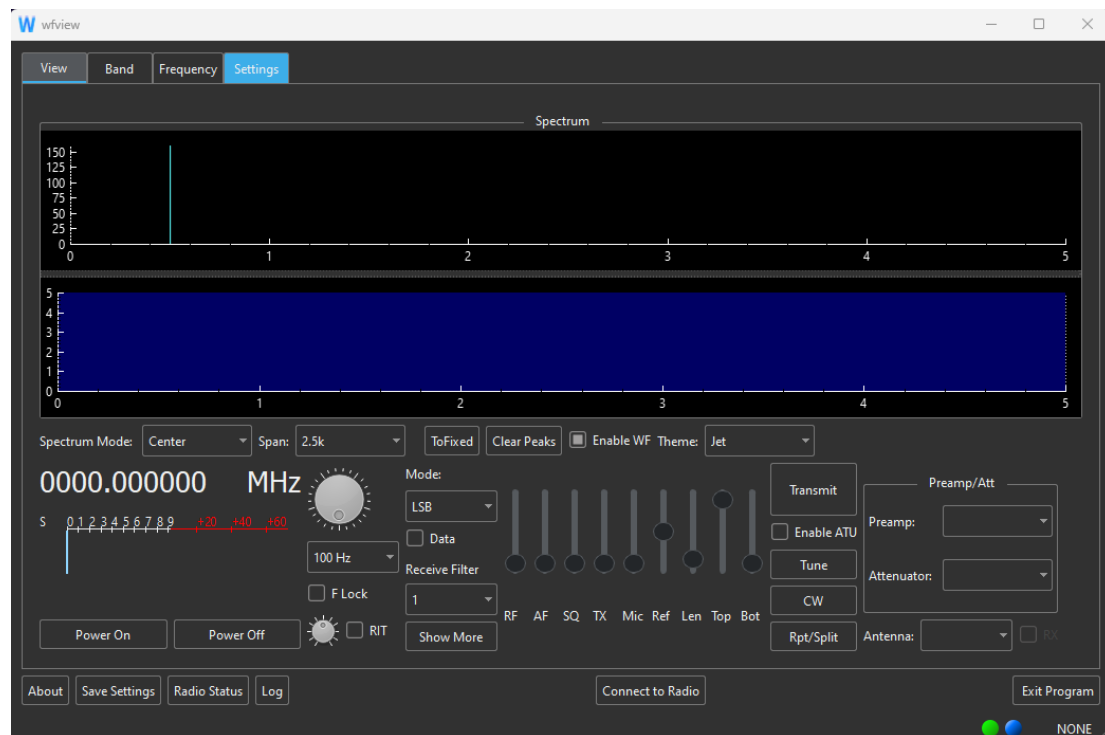 W wfview
View Band Frequency Settings
Spectrum
150
125
100
75
50
25
0
0 1 2 3 4 5
5
4
3
2
1
0
0 1 2 3 4 5
Spectrum Mode: Center Span: 2.5k ToFixed Clear Peaks Enable WF Theme: Jet
0000.000000 MHz
S 0 1 2 3 4 5 6 7 8 9 +20 +40 +60
100 Hz
F Lock
RIT
Power On Power Off
Mode:
LSB
Data
Receive Filter
1
Show More
RF AF SQ TX Mic Ref Len Top Bot
Transmit
Enable ATU
Tune
CW
Rpt/Split
Preamp/Att
Preamp:
Attenuator:
Antenna: RX
About Save Settings Radio Status Log Connect to Radio Exit Program
NONE